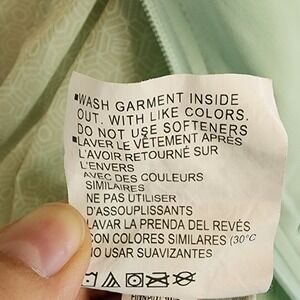 ▪WASH GARMENT INSIDE
OUT. WITH LIKE COLORS.
DO NOT USE SOFTENERS
▪LAVER LE VÊTEMENT APRÈS
L'AVOIR RETOURNÉ SUR
L'ENVERS
AVEC DES COULEURS
SIMILAIRES
NE PAS UTILISER
D'ASSOUPLISSANTS
LAVAR LA PRENDA DEL REVÉS
CON COLORES SIMILARES (30°C
NO USAR SUAVIZANTES